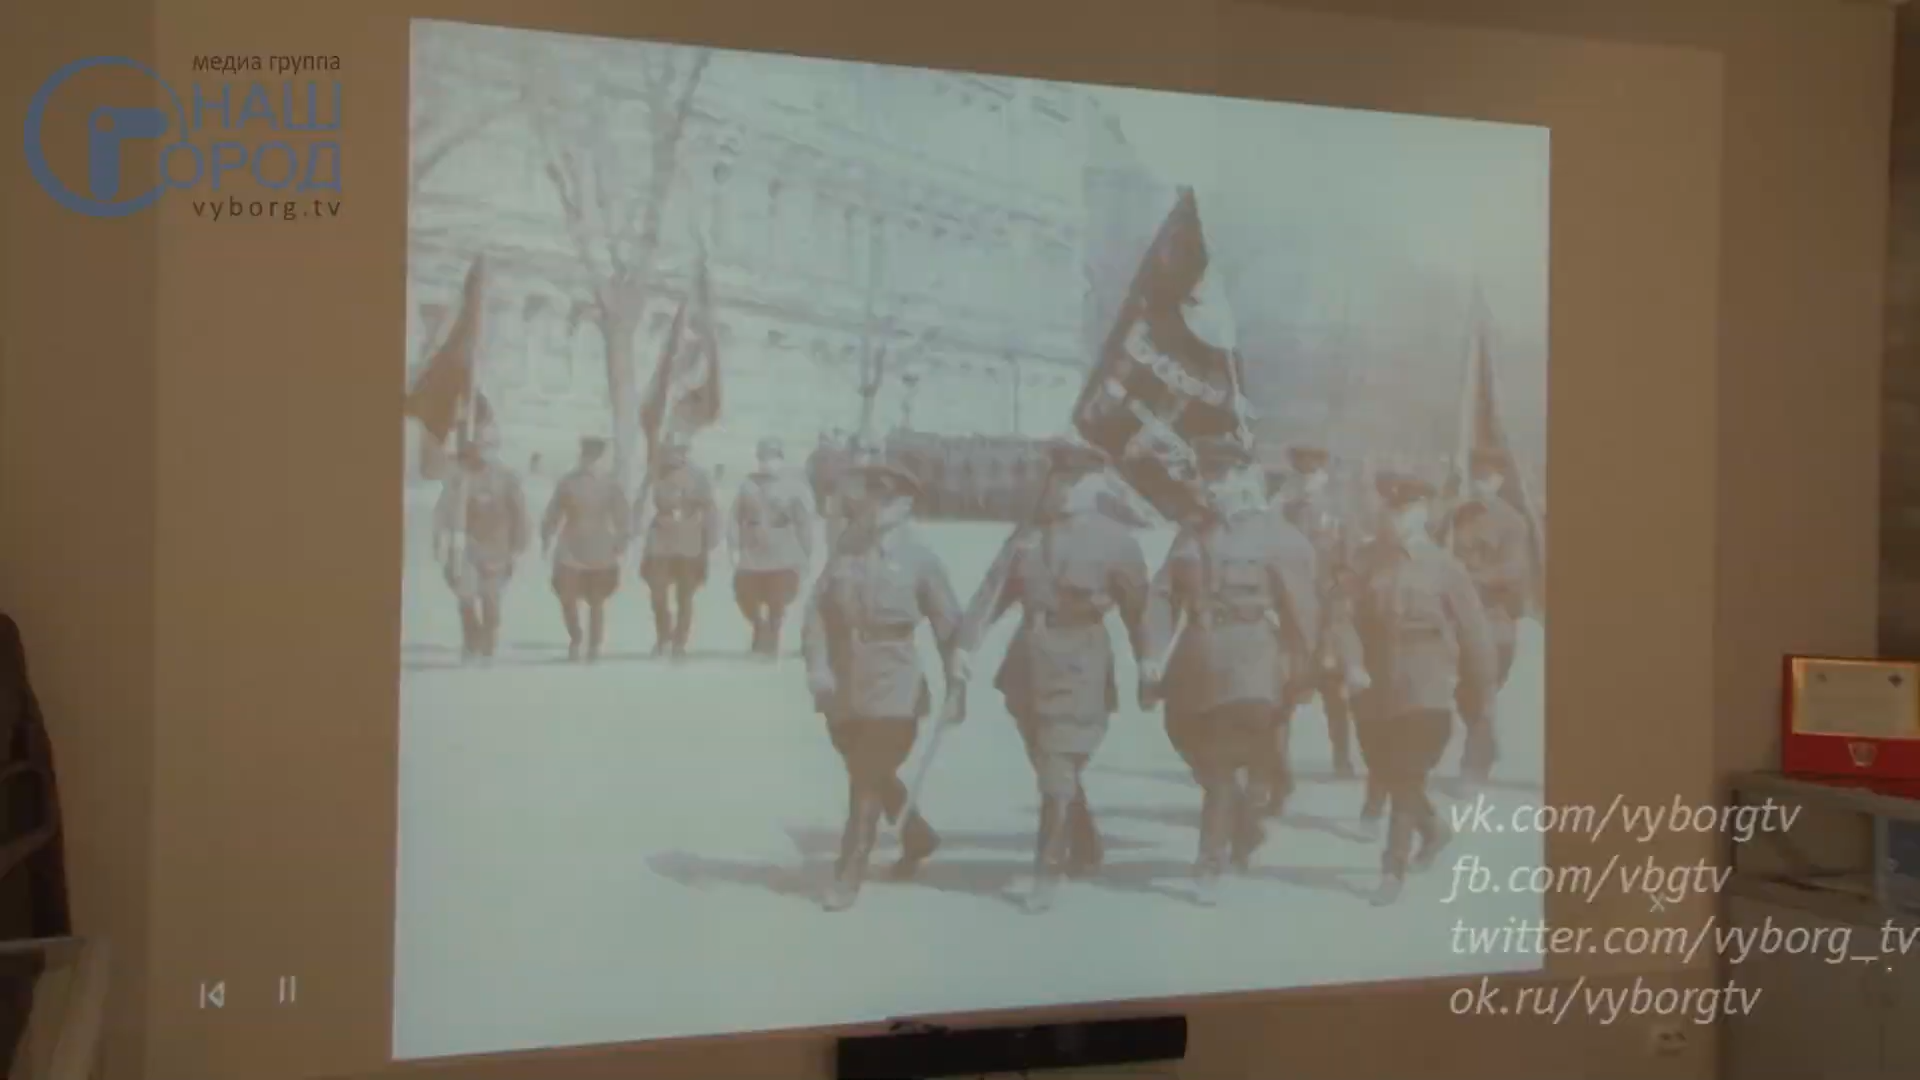 медиа группа
НАШ
ГОРОД
vyborg.tv
vk.com/vyborgtv
fb.com/vbgtv
twitter.com/vyborg_tv
ok.ru/vyborgtv